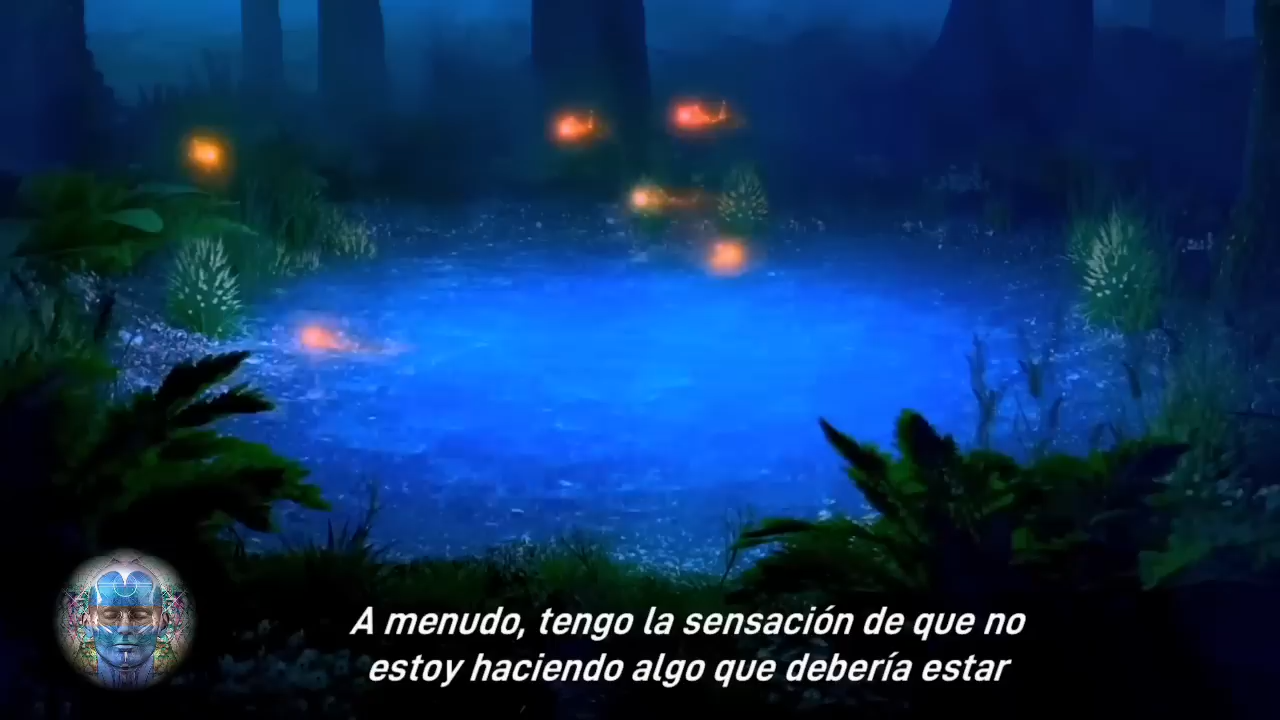 A menudo, tengo la sensación de que no
estoy haciendo algo que debería estar